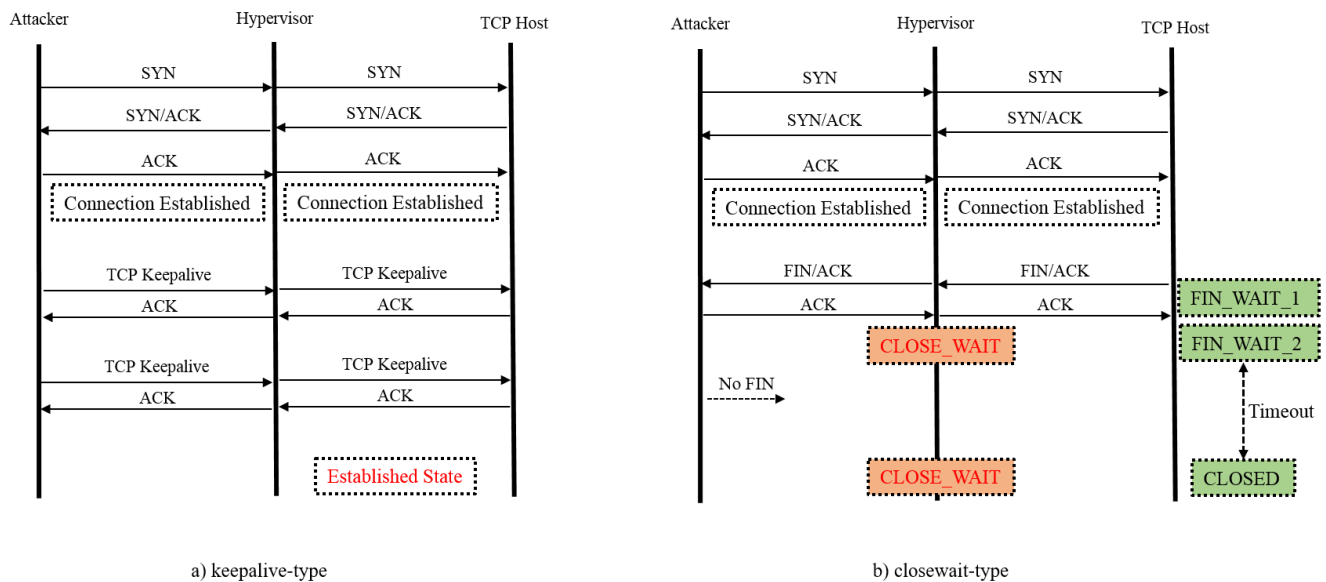 Attacker
Hypervisor
TCP Host
SYN
SYN
SYN/ACK
SYN/ACK
ACK
ACK
Connection Established
Connection Established
TCP Keepalive
TCP Keepalive
ACK
ACK
TCP Keepalive
TCP Keepalive
ACK
ACK
Established State
a) keepalive-type
Attacker
Hypervisor
TCP Host
SYN
SYN
SYN/ACK
SYN/ACK
ACK
ACK
Connection Established
Connection Established
FIN/ACK
FIN/ACK
FIN_WAIT_1
ACK
ACK
CLOSE_WAIT
FIN_WAIT_2
No FIN
Timeout
CLOSE_WAIT
CLOSED
b) closewait-type